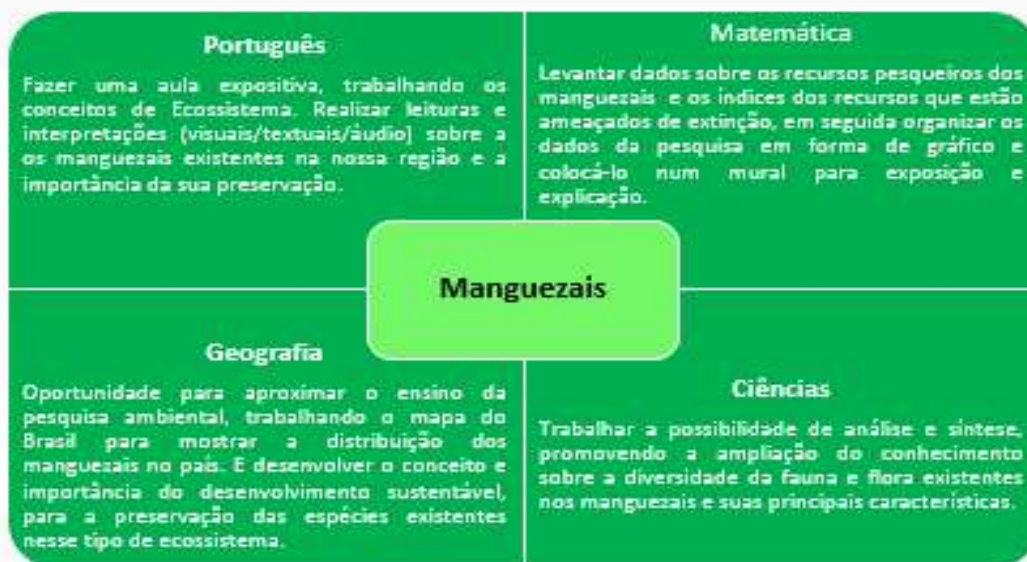 Português
Fazer uma aula expositiva, trabalhando os
conceitos de Ecossistema. Realizar leituras e
interpretações (visuais/textuais/áudio) sobre a
os manguezais existentes na nossa região e a
importância da sua preservação.
Matemática
Levantar dados sobre os recursos pesqueiros dos
manguezais e os índices dos recursos que estão
ameaçados de extinção, em seguida organizar os
dados da pesquisa em forma de gráfico e
colocá-lo num mural para exposição e
explicação.
Manguezais
Geografia
Oportunidade para aproximar o ensino da
pesquisa ambiental, trabalhando o mapa do
Brasil para mostrar a distribuição dos
manguezais no país. E desenvolver o conceito e
importância do desenvolvimento sustentável,
para a preservação das espécies existentes
nesse tipo de ecossistema.
Ciências
Trabalhar a possibilidade de análise e síntese,
promovendo a ampliação do conhecimento
sobre a diversidade da fauna e flora existentes
nos manguezais e suas principais características.